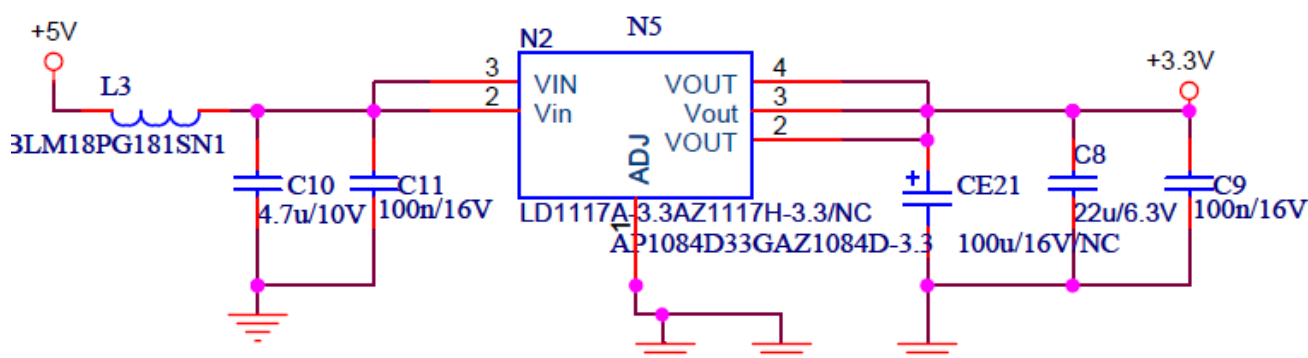 +5V
L3
BLM18PG181SN1
C10
4.7u/10V
C11
100n/16V
N2
N5
3
VIN
2
Vin
VOUT
4
Vout
3
VOUT
2
ADJ
1
LD1117A-3.3AZ1117H-3.3/NC
AP1084D33GAZ1084D-3.3
+
CE21
100u/16V/NC
C8
22u/6.3V
+3.3V
C9
100n/16V